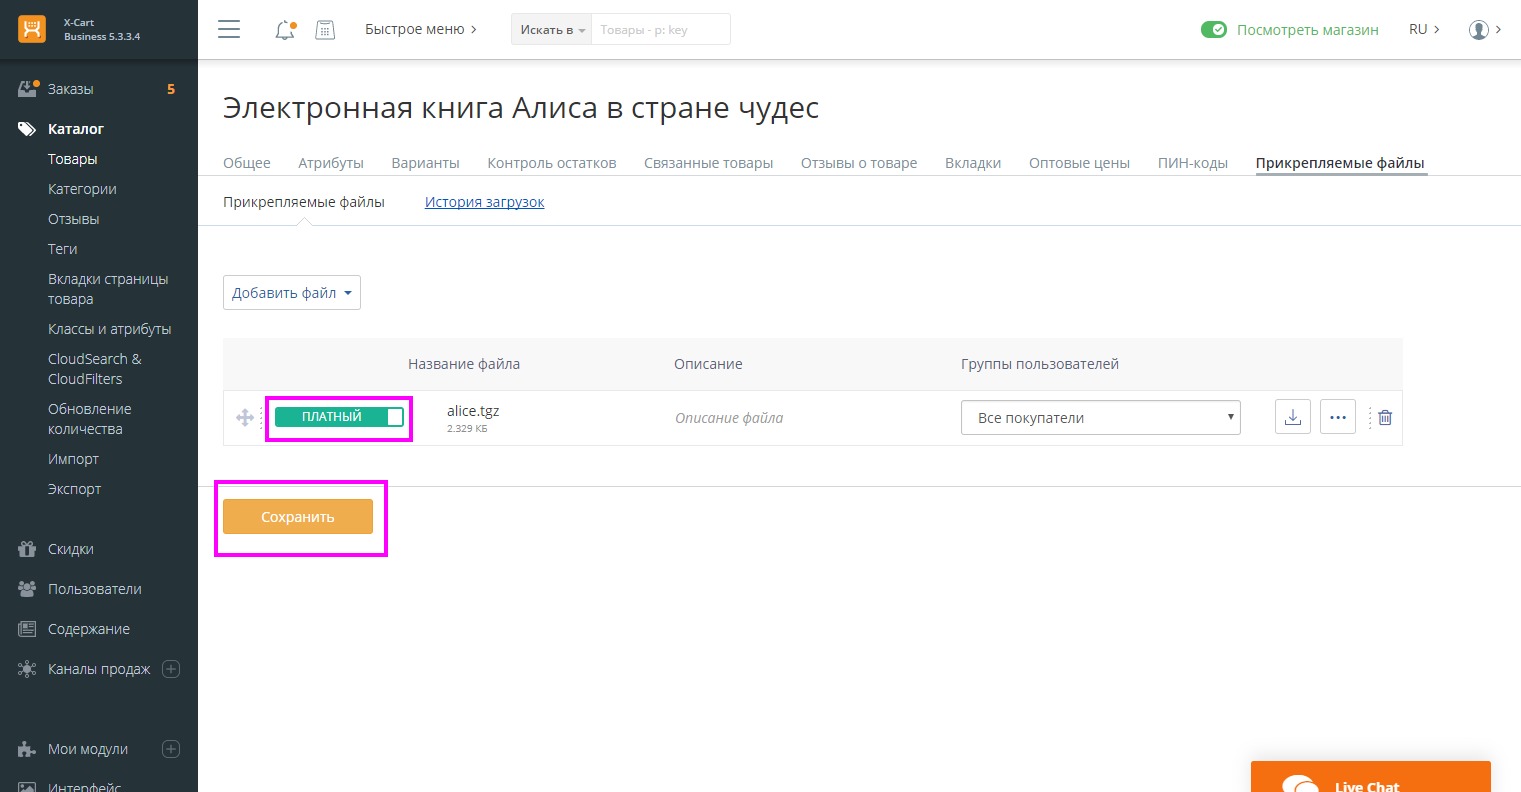 X-Cart
Business 5.3.3.4
Быстрое меню
Искать в
Товары - p: key
Посмотреть магазин
RU
Заказы
5
Каталог
Товары
Категории
Отзывы
Теги
Вкладки страницы
товара
Классы и атрибуты
CloudSearch &
CloudFilters
Обновление
количества
Импорт
Экспорт
Скидки
Пользователи
Содержание
Каналы продаж
Мои модули
Интерфейс
Электронная книга Алиса в стране чудес
Общее
Атрибуты
Варианты
Контроль остатков
Связанные товары
Отзывы о товаре
Вкладки
Оптовые цены
ПИН-коды
Прикрепляемые файлы
Прикрепляемые файлы
История загрузок
Добавить файл
Название файла
Описание
Группы пользователей
ПЛАТНЫЙ
alice.tgz
2.329 КБ
Описание файла
Все покупатели
Сохранить
Live Chat